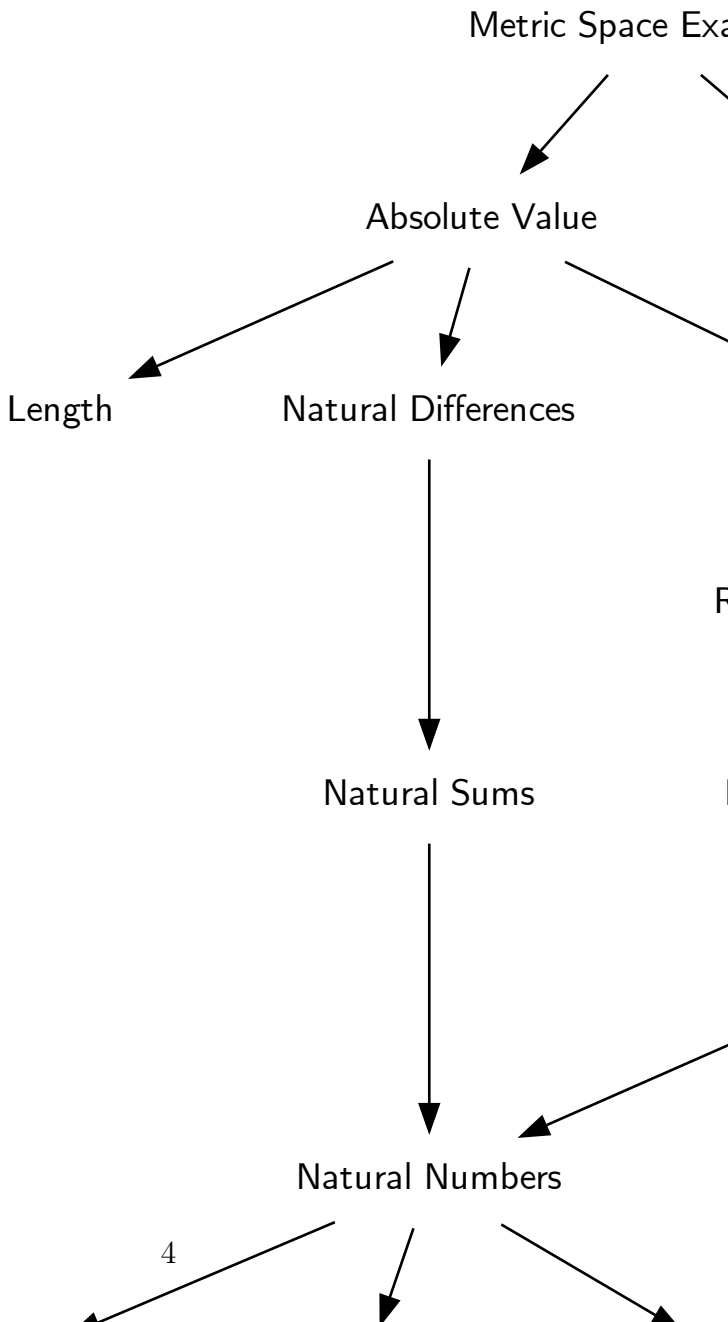 Metric Space Exa
Absolute Value
Length
Natural Differences
R
Natural Sums
Natural Numbers
4